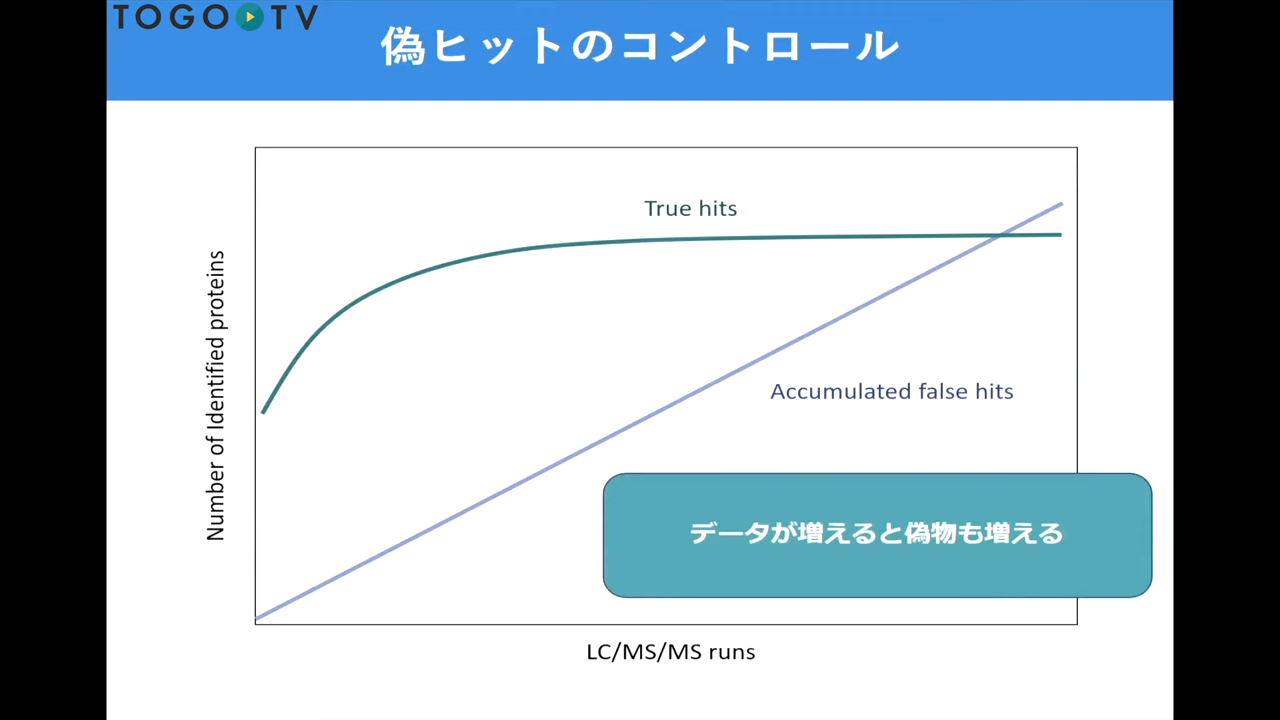 TOGO TV
偽ヒットのコントロール
True hits
Number of Identified proteins
Accumulated false hits
データが増えると偽物も増える
LC/MS/MS runs